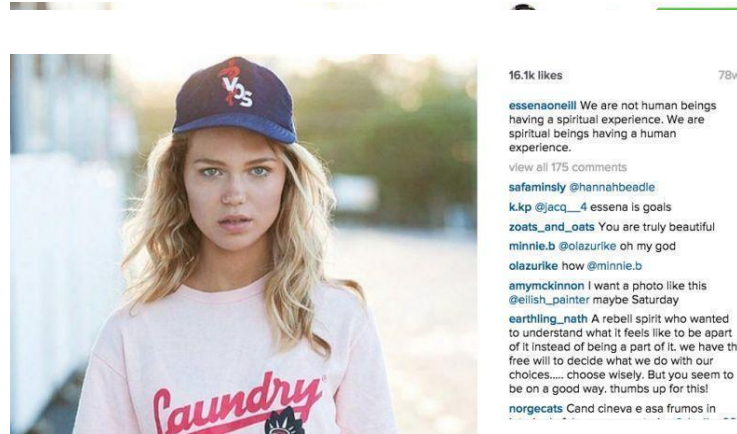 VOS
Laundry
16.1k likes
78w
essenaoneill We are not human beings
having a spiritual experience. We are
spiritual beings having a human
experience.
view all 175 comments
safaminsly @hannahbeadle
k.kp @jacq__4 essena is goals
zoats_and_oats You are truly beautiful
minnie.b @olazurike oh my god
olazurike how @minnie.b
amymckinnon I want a photo like this
@eilish_painter maybe Saturday
earthling_nath A rebell spirit who wanted
to understand what it feels like to be apart
of it instead of being a part of it. we have th
free will to decide what we do with our
choices..... choose wisely. But you seem to
be on a good way. thumbs up for this!
norgecats Cand cineva e asa frumos in